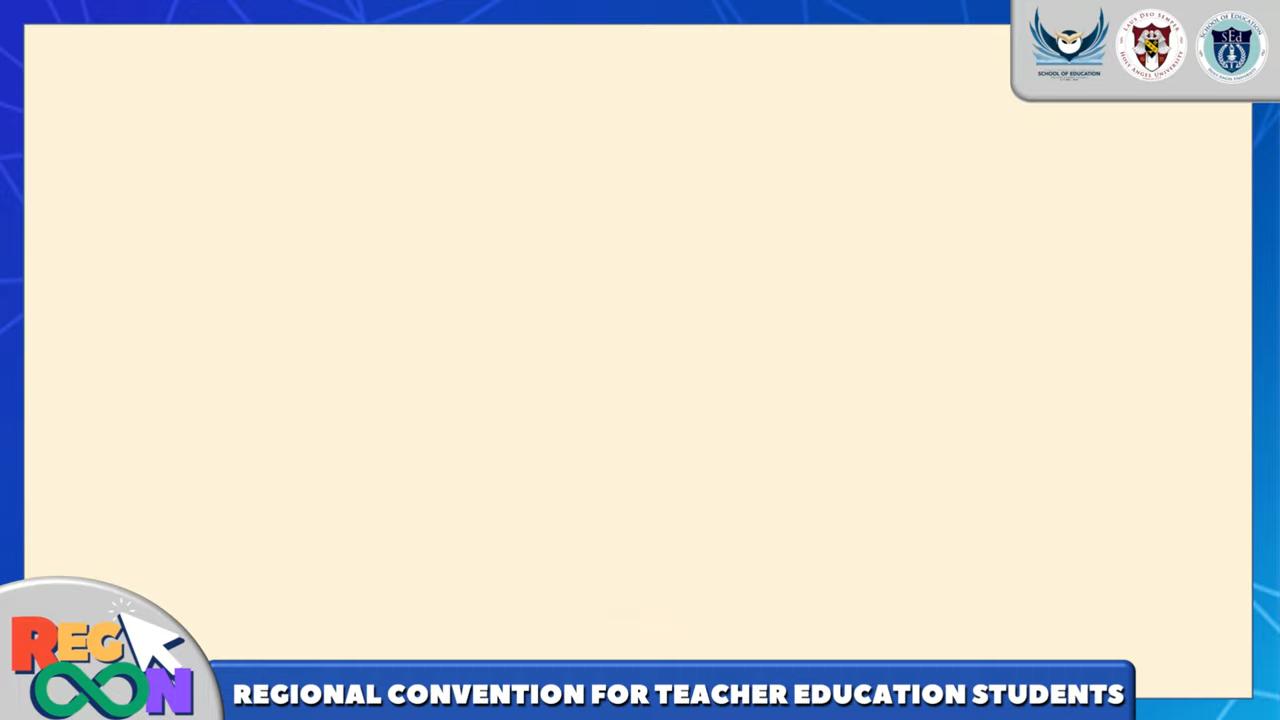 SCHOOL OF EDUCATION
LAUS DEO SEMPER
HOLY ANGEL UNIVERSITY
SCHOOL OF EDUCATION
SEd
HOLY ANGEL UNIVERSITY
REG
ON
REGIONAL CONVENTION FOR TEACHER EDUCATION STUDENTS